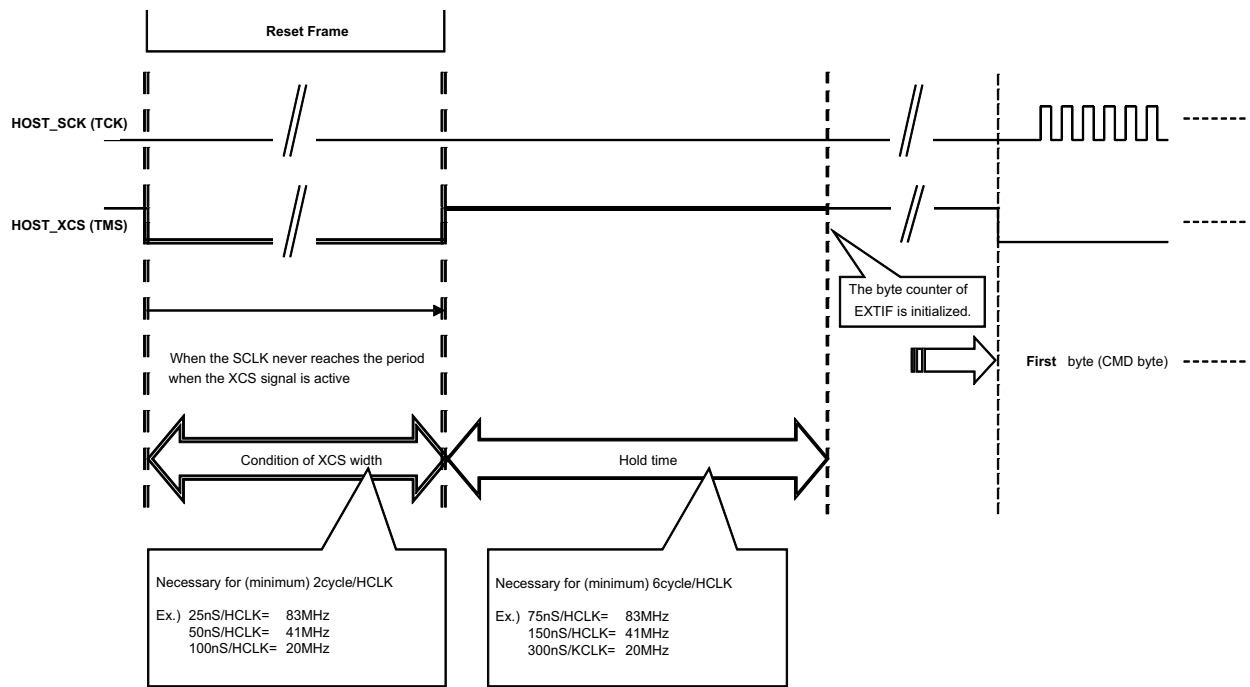 Reset Frame
HOST_SCK (TCK)
HOST_XCS (TMS)
The byte counter of
EXTIF is initialized.
When the SCLK never reaches the period
when the XCS signal is active
First byte (CMD byte)
Condition of XCS width
Hold time
Necessary for (minimum) 2cycle/HCLK
Ex.) 25nS/HCLK= 83MHz
50nS/HCLK= 41MHz
100nS/HCLK= 20MHz
Necessary for (minimum) 6cycle/HCLK
Ex.) 75nS/HCLK= 83MHz
150nS/HCLK= 41MHz
300nS/KCLK= 20MHz